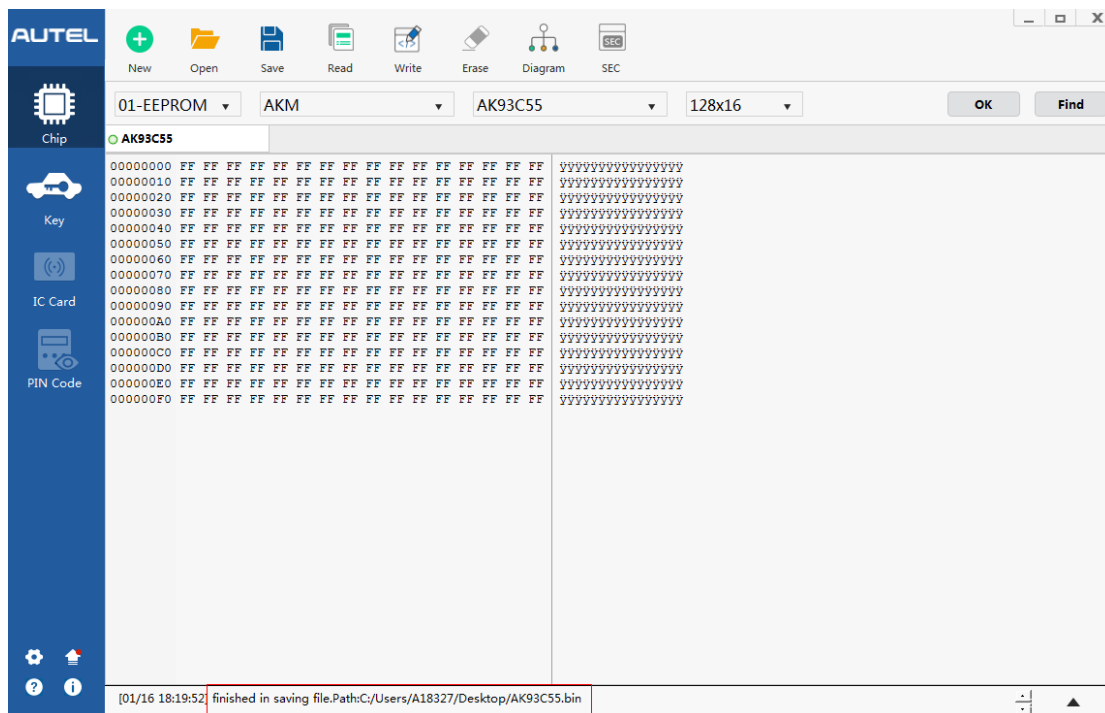 AUTEL
New Open Save Read Write Erase Diagram SEC
SEC
Chip
Key
IC Card
PIN Code
01-EEPROM AKM AK93C55 128x16 OK Find
AK93C55
00000000 FF FF FF FF FF FF FF FF FF FF FF FF FF FF FF FF ÿÿÿÿÿÿÿÿÿÿÿÿÿÿÿÿ
00000010 FF FF FF FF FF FF FF FF FF FF FF FF FF FF FF FF ÿÿÿÿÿÿÿÿÿÿÿÿÿÿÿÿ
00000020 FF FF FF FF FF FF FF FF FF FF FF FF FF FF FF FF ÿÿÿÿÿÿÿÿÿÿÿÿÿÿÿÿ
00000030 FF FF FF FF FF FF FF FF FF FF FF FF FF FF FF FF ÿÿÿÿÿÿÿÿÿÿÿÿÿÿÿÿ
00000040 FF FF FF FF FF FF FF FF FF FF FF FF FF FF FF FF ÿÿÿÿÿÿÿÿÿÿÿÿÿÿÿÿ
00000050 FF FF FF FF FF FF FF FF FF FF FF FF FF FF FF FF ÿÿÿÿÿÿÿÿÿÿÿÿÿÿÿÿ
00000060 FF FF FF FF FF FF FF FF FF FF FF FF FF FF FF FF ÿÿÿÿÿÿÿÿÿÿÿÿÿÿÿÿ
00000070 FF FF FF FF FF FF FF FF FF FF FF FF FF FF FF FF ÿÿÿÿÿÿÿÿÿÿÿÿÿÿÿÿ
00000080 FF FF FF FF FF FF FF FF FF FF FF FF FF FF FF FF ÿÿÿÿÿÿÿÿÿÿÿÿÿÿÿÿ
00000090 FF FF FF FF FF FF FF FF FF FF FF FF FF FF FF FF ÿÿÿÿÿÿÿÿÿÿÿÿÿÿÿÿ
000000A0 FF FF FF FF FF FF FF FF FF FF FF FF FF FF FF FF ÿÿÿÿÿÿÿÿÿÿÿÿÿÿÿÿ
000000B0 FF FF FF FF FF FF FF FF FF FF FF FF FF FF FF FF ÿÿÿÿÿÿÿÿÿÿÿÿÿÿÿÿ
000000C0 FF FF FF FF FF FF FF FF FF FF FF FF FF FF FF FF ÿÿÿÿÿÿÿÿÿÿÿÿÿÿÿÿ
000000D0 FF FF FF FF FF FF FF FF FF FF FF FF FF FF FF FF ÿÿÿÿÿÿÿÿÿÿÿÿÿÿÿÿ
000000E0 FF FF FF FF FF FF FF FF FF FF FF FF FF FF FF FF ÿÿÿÿÿÿÿÿÿÿÿÿÿÿÿÿ
000000F0 FF FF FF FF FF FF FF FF FF FF FF FF FF FF FF FF ÿÿÿÿÿÿÿÿÿÿÿÿÿÿÿÿ
[01/16 18:19:52] finished in saving file.Path:C:/Users/A18327/Desktop/AK93C55.bin